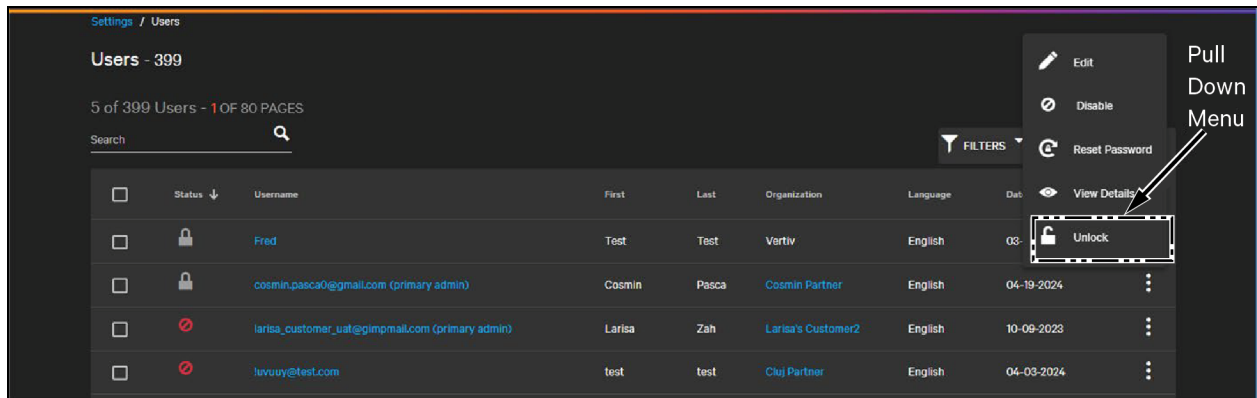 Settings / Users
Users - 399
5 of 399 Users - 1 OF 80 PAGES
Search
FILTERS
Edit
Disable
Reset Password
View Details
Unlock
Pull
Down
Menu
Status Username First Last Organization Language
Fred Test Test Vertiv English 03-
cosmin.pasca0@gmail.com (primary admin) Cosmin Pasca Cosmin Partner English 04-19-2024
larisa_customer_uat@gimpmail.com (primary admin) Larisa Zah Larisa's Customer2 English 10-09-2023
test test Cluj Partner English 04-03-2024